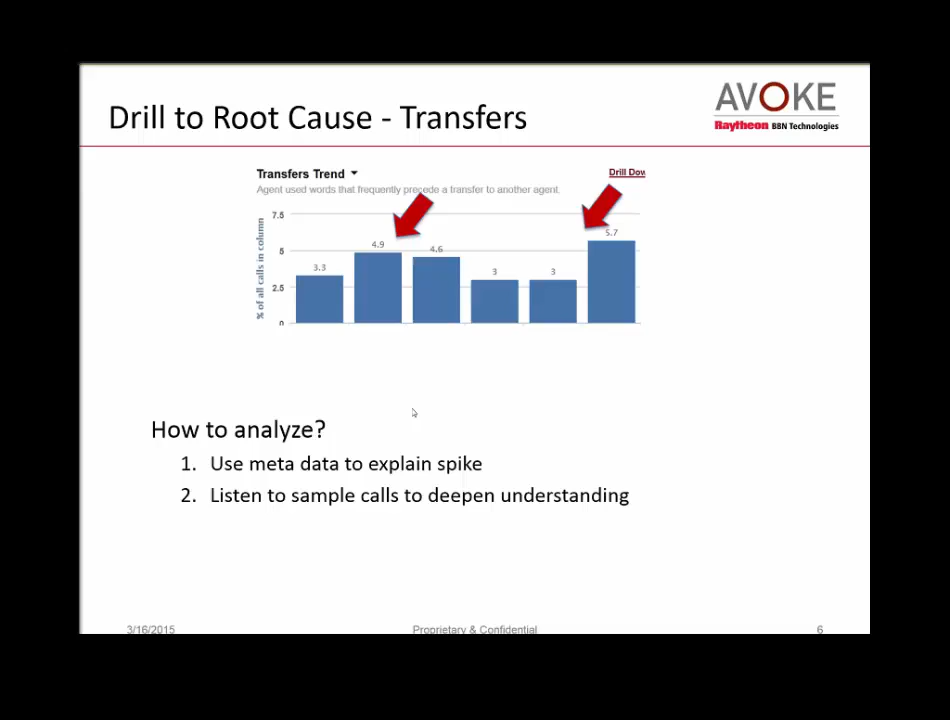 Drill to Root Cause - Transfers
AVOKE
Raytheon BBN Technologies
Transfers Trend
Drill Dow
Agent used words that frequently precede a transfer to another agent.
% of all calls in column
7.5
5
2.5
0
3.3
4.9
4.6
3
3
5.7
How to analyze?
1. Use meta data to explain spike
2. Listen to sample calls to deepen understanding
3/16/2015
Proprietary & Confidential
6